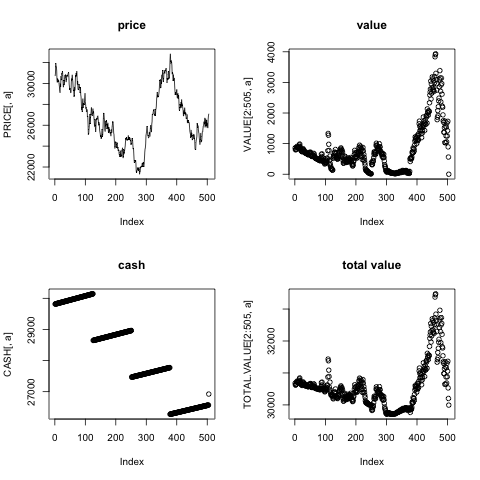 price
PRICE[, a]
22000 26000 30000
0 100 200 300 400 500
Index
value
VALUE[2:505, a]
0 1000 2000 3000 4000
0 100 200 300 400 500
Index
cash
CASH[, a]
27000 29000
0 100 200 300 400 500
Index
total value
TOTAL.VALUE[2:505, a]
30000 32000
0 100 200 300 400 500
Index